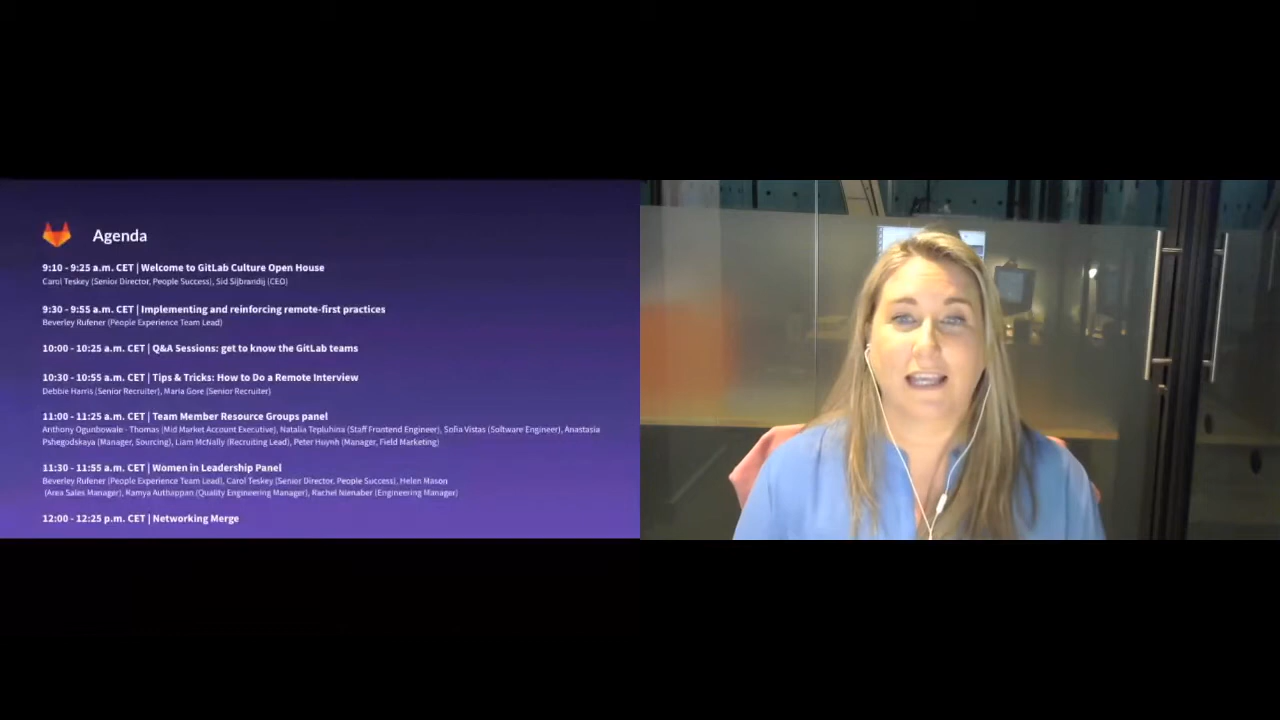 Agenda
9:10 - 9:25 a.m. CET | Welcome to GitLab Culture Open House
Carol Teskey (Senior Director, People Success), Sid Sijbrandij (CEO)
9:30 - 9:55 a.m. CET | Implementing and reinforcing remote-first practices
Beverley Rufener (People Experience Team Lead)
10:00 - 10:25 a.m. CET | Q&A Sessions: get to know the GitLab teams
10:30 - 10:55 a.m. CET | Tips & Tricks: How to Do a Remote Interview
Debbie Harris (Senior Recruiter), Maria Gore (Senior Recruiter)
11:00 - 11:25 a.m. CET | Team Member Resource Groups panel
Anthony Ogunbowale - Thomas (Mid Market Account Executive), Natalia Tepluhina (Staff Frontend Engineer), Sofia Vistas (Software Engineer), Anastasia
Pshegodskaya (Manager, Sourcing), Liam McNally (Recruiting Lead), Peter Huynh (Manager, Field Marketing)
11:30 - 11:55 a.m. CET | Women in Leadership Panel
Beverley Rufener (People Experience Team Lead), Carol Teskey (Senior Director, People Success), Helen Mason
(Area Sales Manager), Kamya Authappan (Quality Engineering Manager), Rachel Nienaber (Engineering Manager)
12:00 - 12:25 p.m. CET | Networking Merge